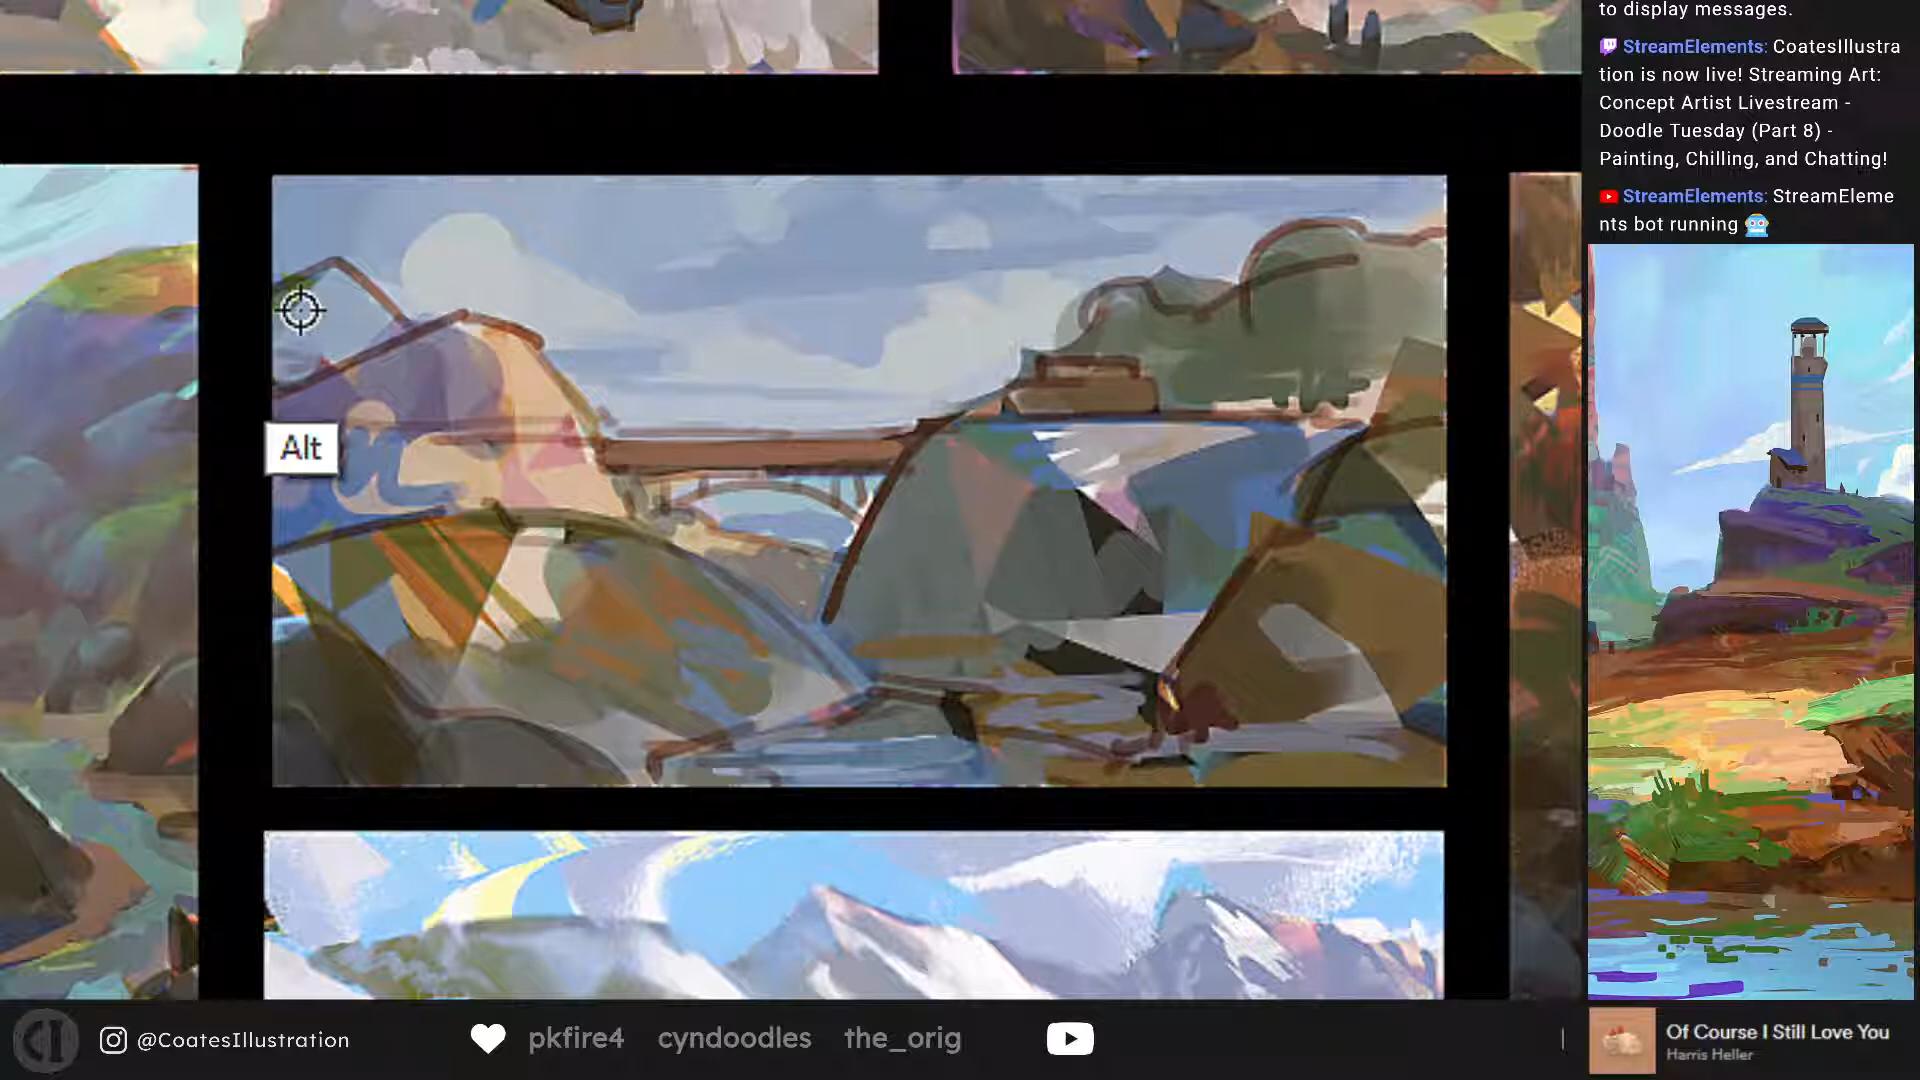 to display messages.
StreamElements: CoatesIllustra
tion is now live! Streaming Art:
Concept Artist Livestream -
Doodle Tuesday (Part 8) -
Painting, Chilling, and Chatting!
StreamElements: StreamEleme
nts bot running
Alt
@CoatesIllustration
pkfire4 cyndoodles the_orig
Of Course I Still Love You
Harris Heller